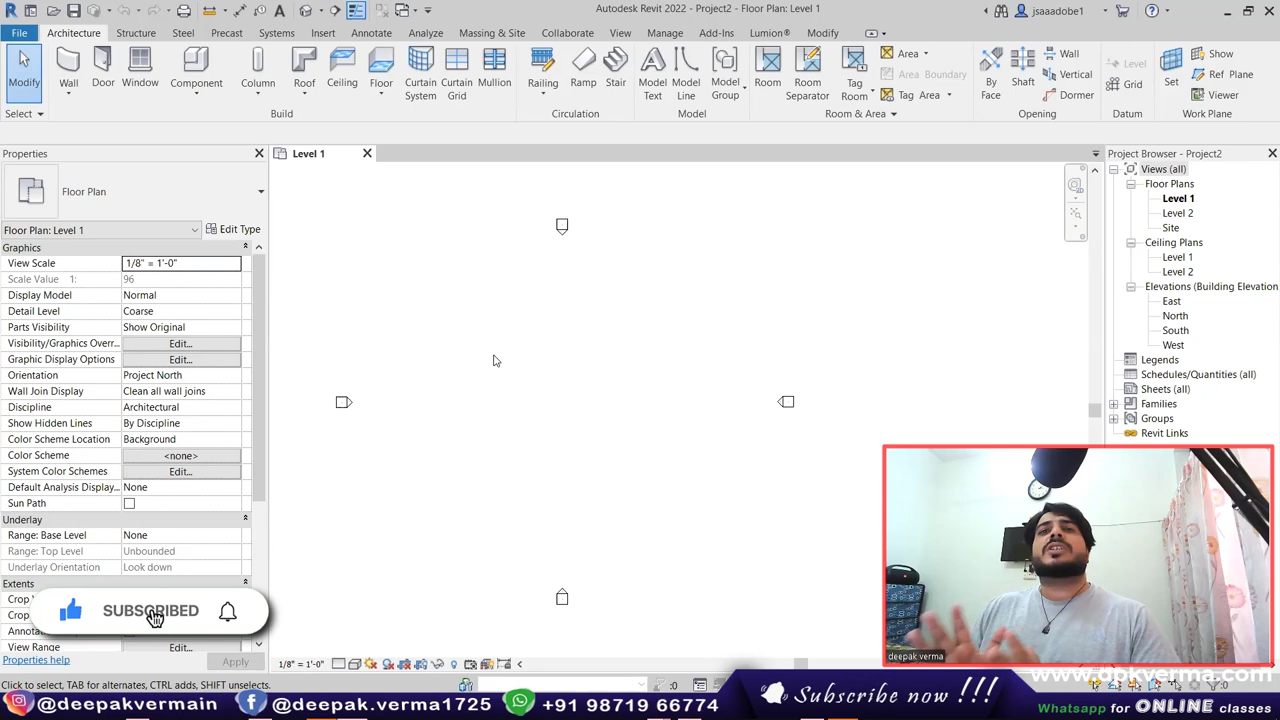 Autodesk Revit 2022 - Project2 - Floor Plan: Level 1
jsaaadobe1
File Architecture Structure Steel Precast Systems Insert Annotate Analyze Massing & Site Collaborate View Manage Add-Ins Lumion® Modify
Modify Wall Door Window Component Column Roof Ceiling Floor Curtain System Curtain Grid Mullion Railing Ramp Stair Model Text Model Line Model Group Room Room Separator Tag Room
Area
Area Boundary
Tag Area
By Face Shaft
Wall
Vertical
Dormer
Level
Grid
Set
Show
Ref Plane
Viewer
Select Build Circulation Model Room & Area Opening Datum Work Plane
Properties
Floor Plan
Floor Plan: Level 1 Edit Type
Graphics
View Scale 1/8" = 1'-0"
Scale Value 1: 96
Display Model Normal
Detail Level Coarse
Parts Visibility Show Original
Visibility/Graphics Overr... Edit...
Graphic Display Options Edit...
Orientation Project North
Wall Join Display Clean all wall joins
Discipline Architectural
Show Hidden Lines By Discipline
Color Scheme Location Background
Color Scheme <none>
System Color Schemes Edit...
Default Analysis Display... None
Sun Path
Underlay
Range: Base Level None
Range: Top Level Unbounded
Underlay Orientation Look down
Extents
Crop
Crop
Annota
View Range Edit...
Properties help Apply
SUBSCRIBED
Level 1
Project Browser - Project2
Views (all)
Floor Plans
Level 1
Level 2
Site
Ceiling Plans
Level 1
Level 2
Elevations (Building Elevation
East
North
South
West
Legends
Schedules/Quantities (all)
Sheets (all)
Families
Groups
Revit Links
deepak verma
1/8" = 1'-0"
Click to select, TAB for alternates, CTRL adds, SHIFT unselects.
:0
:0
www.dpkverma.com
@deepakvermain @deepak.verma1725 +91 98719 66774
Subscribe now !!!
Whatsapp for ONLINE classes